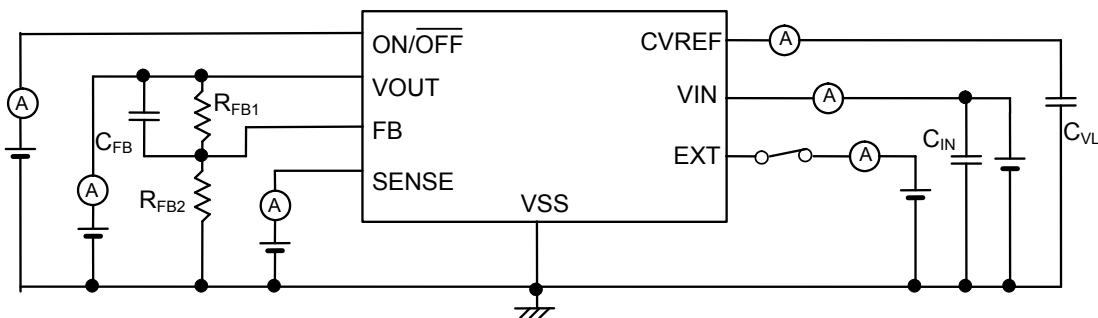 ON/OFF
CVREF
A
VOUT
R_FB1
VIN
A
A
FB
C_FB
EXT
C_IN
C_VL
A
A
SENSE
R_FB2
A
VSS